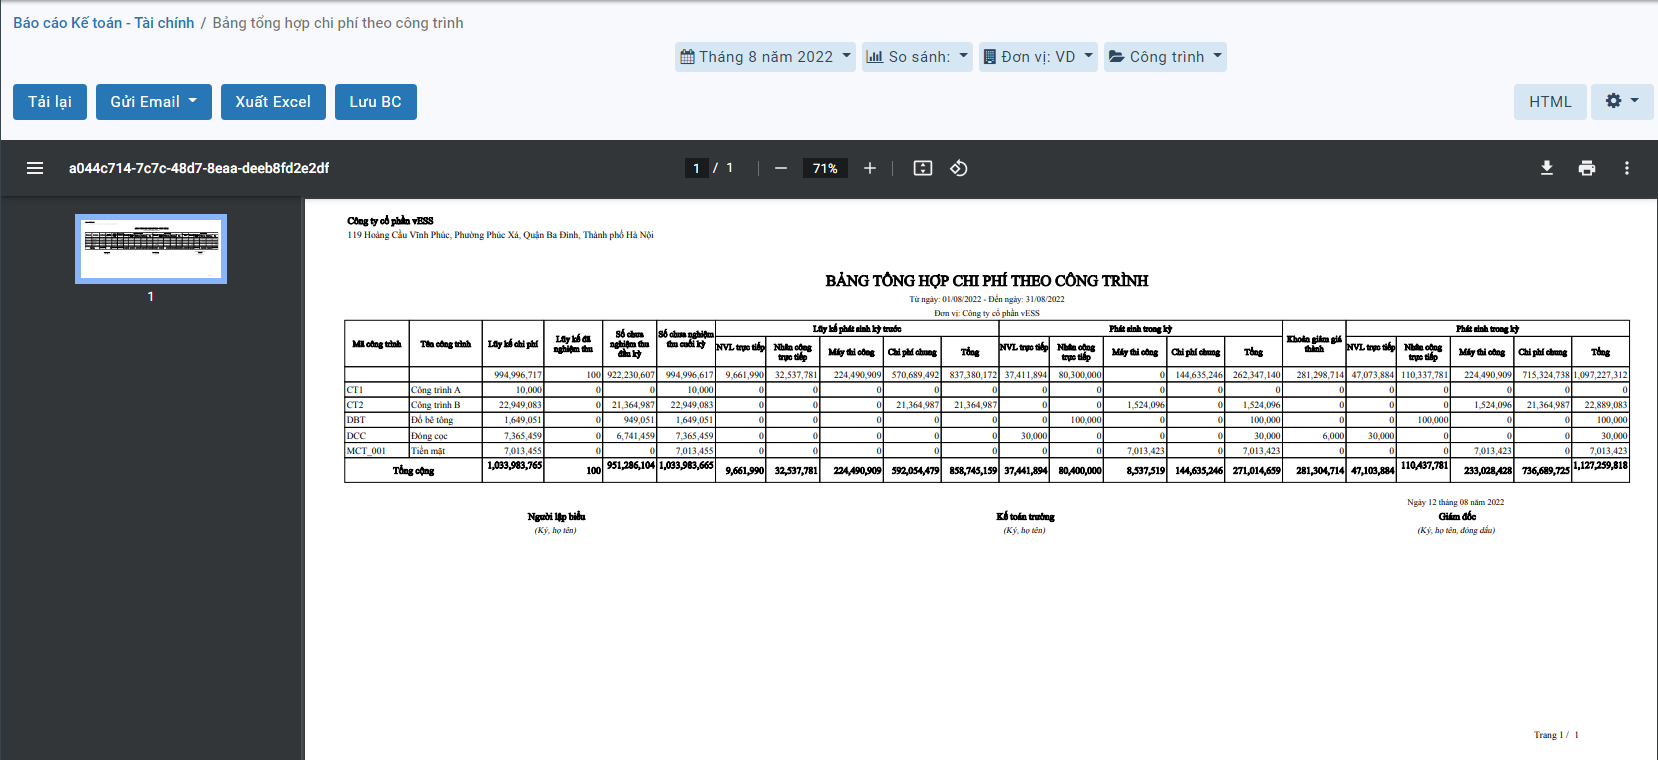 Báo cáo Kế toán - Tài chính / Bảng tổng hợp chi phí theo công trình
Tháng 8 năm 2022 So sánh: Đơn vị: VD Công trình
Tải lại Gửi Email Xuất Excel Lưu BC HTML
a044c714-7c7c-48d7-8eaa-deeb8fd2e2df 1 / 1 71%
1
Công ty cổ phần vESS
119 Hoàng Cầu Vĩnh Phúc, Phường Phúc Xá, Quận Ba Đình, Thành phố Hà Nội
BẢNG TỔNG HỢP CHI PHÍ THEO CÔNG TRÌNH
Từ ngày: 01/08/2022 - Đến ngày: 31/08/2022
Đơn vị: Công ty cổ phần vESS
Mã công trình Tên công trình Lũy kế chi phí Lũy kế đã nghiệm thu Số chưa nghiệm thu đầu kỳ Số chưa nghiệm thu cuối kỳ Lũy kế phát sinh kỳ trước Phát sinh trong kỳ Khoản giảm giá thành Phát sinh trong kỳ
NVL trực tiếp Nhân công trực tiếp Máy thi công Chi phí chung Tổng NVL trực tiếp Nhân công trực tiếp Máy thi công Chi phí chung Tổng NVL trực tiếp Nhân công trực tiếp Máy thi công Chi phí chung Tổng
994,996,717 100 922,230,607 994,996,617 9,661,990 32,537,781 224,490,909 570,689,492 837,380,172 37,411,894 80,300,000 0 144,635,246 262,347,140 281,298,714 47,073,884 110,337,781 224,490,909 715,324,738 1,097,227,312
CT1 Công trình A 10,000 0 0 10,000 0 0 0 0 0 0 0 0 0 0 0 0 0 0 0 0
CT2 Công trình B 22,949,083 0 21,364,987 22,949,083 0 0 0 21,364,987 21,364,987 0 0 1,524,096 0 1,524,096 0 0 0 1,524,096 21,364,987 22,889,083
DBT Đổ bê tông 1,649,051 0 949,051 1,649,051 0 0 0 0 0 0 100,000 0 0 100,000 0 0 100,000 0 0 100,000
DCC Đóng cọc 7,365,459 0 6,741,459 7,365,459 0 0 0 0 0 30,000 0 0 0 30,000 6,000 30,000 0 0 0 30,000
MCT_001 Tiền mặt 7,013,455 0 0 7,013,455 0 0 0 0 0 0 0 7,013,423 0 7,013,423 0 0 0 7,013,423 0 7,013,423
Tổng cộng 1,033,983,765 100 951,286,104 1,033,983,665 9,661,990 32,537,781 224,490,909 592,054,479 858,745,159 37,441,894 80,400,000 8,537,519 144,635,246 271,014,659 281,304,714 47,103,884 110,437,781 233,028,428 736,689,725 1,127,259,818
Ngày 12 tháng 08 năm 2022
Người lập biểu Kế toán trưởng Giám đốc
(Ký, họ tên) (Ký, họ tên) (Ký, họ tên, đóng dấu)
Trang 1 / 1